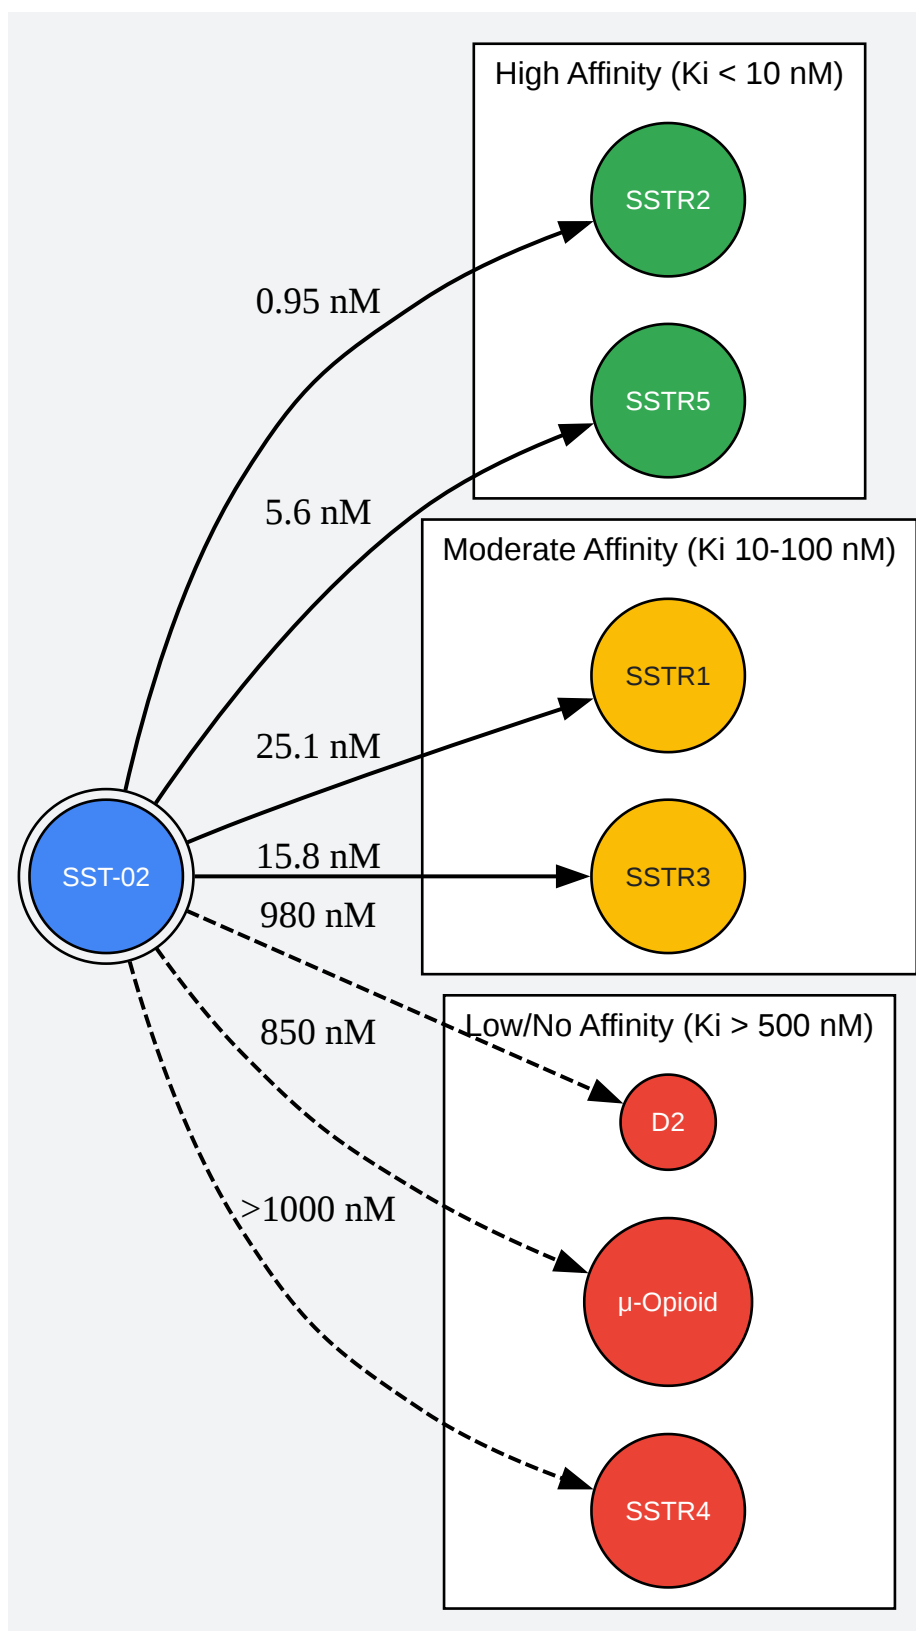 High Affinity (Ki < 10 nM)
SSTR2
0.95 nM
SSTR5
5.6 nM
Moderate Affinity (Ki 10-100 nM)
SSTR1
25.1 nM
SST-02
15.8 nM
SSTR3
980 nM
Low/No Affinity (Ki > 500 nM)
850 nM
D2
>1000 nM
μ-Opioid
SSTR4